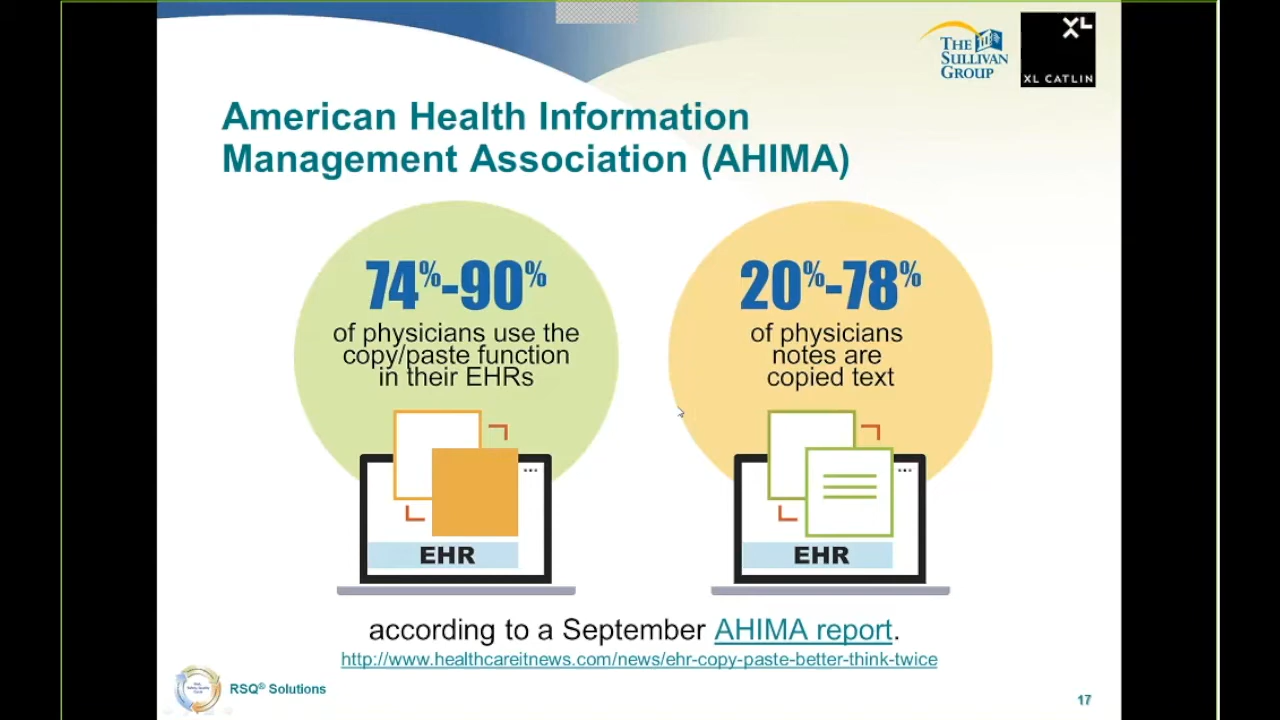 THE
SULLIVAN
GROUP
XL
XL CATLIN
American Health Information
Management Association (AHIMA)
74%-90%
of physicians use the
copy/paste function
in their EHRs
20%-78%
of physicians
notes are
copied text
EHR
EHR
according to a September AHIMA report.
http://www.healthcareitnews.com/news/ehr-copy-paste-better-think-twice
RSQ® Solutions
17